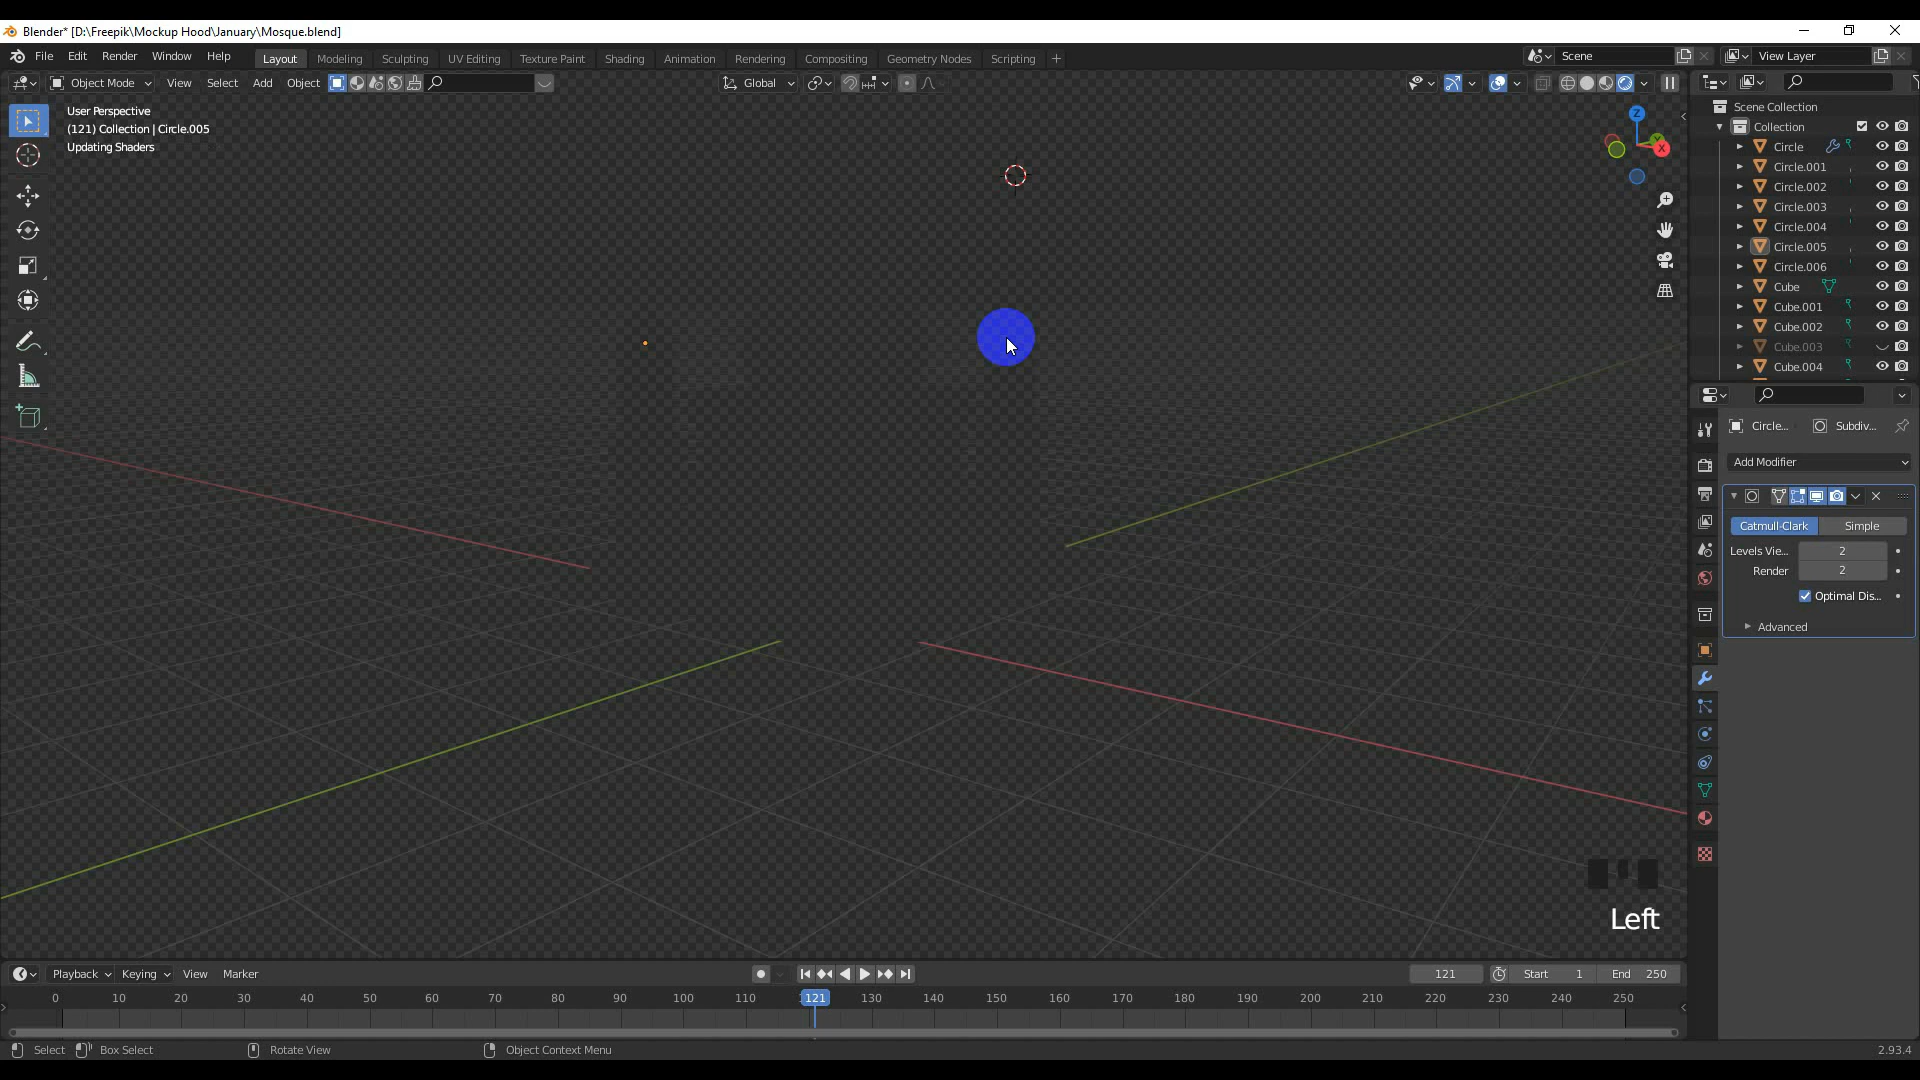 Blender* [D:\Freepik\Mockup Hood\January\Mosque.blend]
File Edit Render Window Help Layout Modeling Sculpting UV Editing Texture Paint Shading Animation Rendering Compositing Geometry Nodes Scripting + Scene View Layer
Object Mode View Select Add Object Global
User Perspective
(121) Collection | Circle.005
Updating Shaders
Z
Y
X
Scene Collection
Collection
Circle
Circle.001
Circle.002
Circle.003
Circle.004
Circle.005
Circle.006
Cube
Cube.001
Cube.002
Cube.003
Cube.004
Circle... Subdiv...
Add Modifier
Catmull-Clark Simple
Levels Vie... 2
Render 2
Optimal Dis...
Advanced
Left
Playback Keying View Marker 121 Start 1 End 250
0 10 20 30 40 50 60 70 80 90 100 110 121 130 140 150 160 170 180 190 200 210 220 230 240 250
Select Box Select Rotate View Object Context Menu 2.93.4